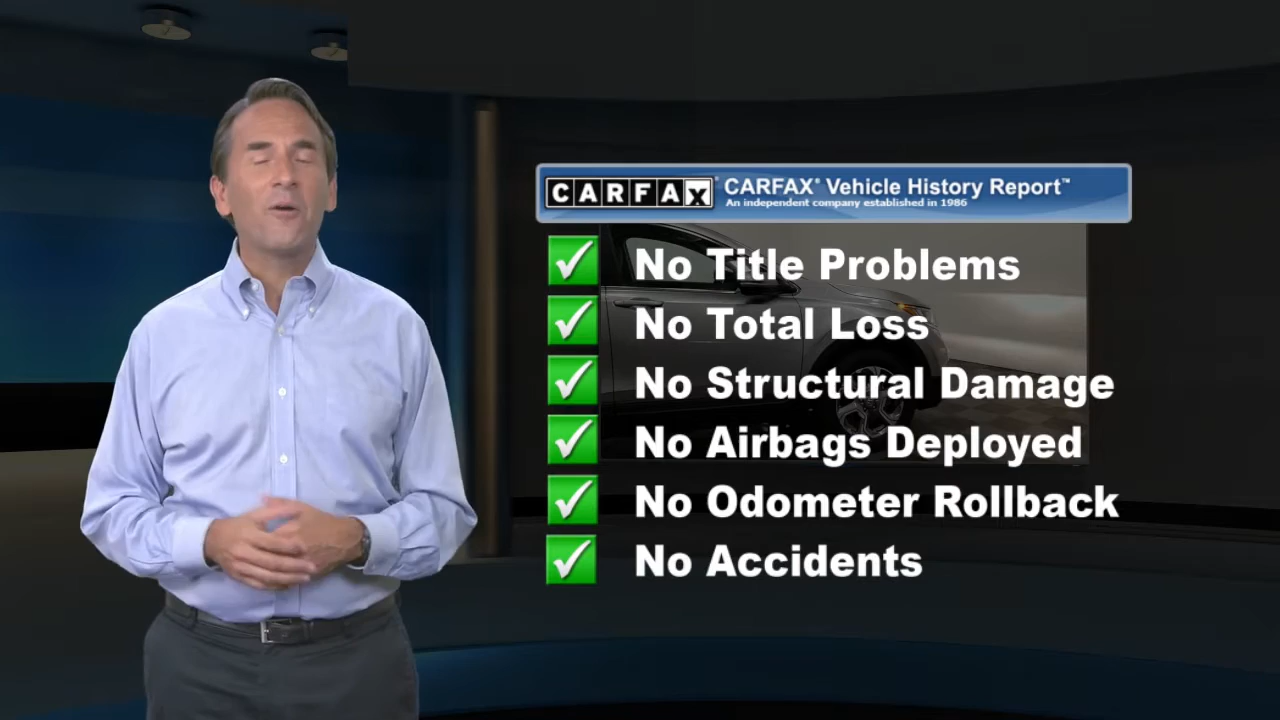 CARFAX® CARFAX® Vehicle History Report™
An independent company established in 1986
No Title Problems
No Total Loss
No Structural Damage
No Airbags Deployed
No Odometer Rollback
No Accidents